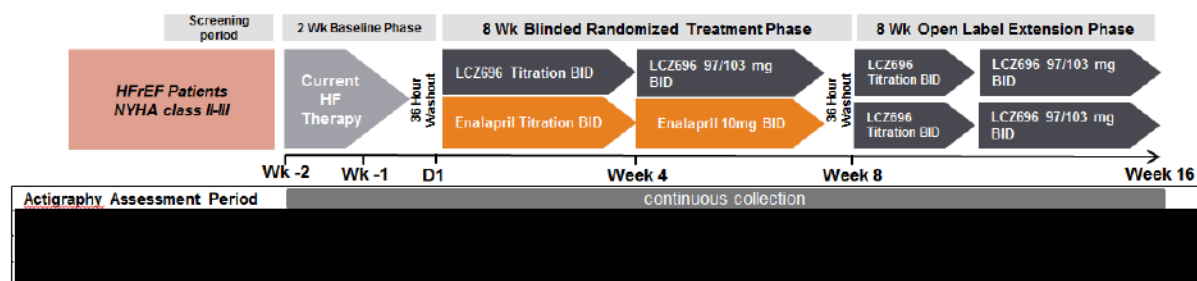 Screening
period
2 Wk Baseline Phase
8 Wk Blinded Randomized Treatment Phase
8 Wk Open Label Extension Phase
HFrEF Patients
NYHA class II-III
Current
HF
Therapy
36 Hour
Washout
LCZ696 Titration BID
LCZ696 97/103 mg
BID
Enalapril Titration BID
Enalapril 10mg BID
36 Hour
Washout
LCZ696
Titration BID
LCZ696 97/103 mg
BID
LCZ696
Titration BID
LCZ696 97/103 mg
BID
Wk -2
Wk -1
D1
Week 4
Week 8
Week 16
Actigraphy Assessment Period
continuous collection